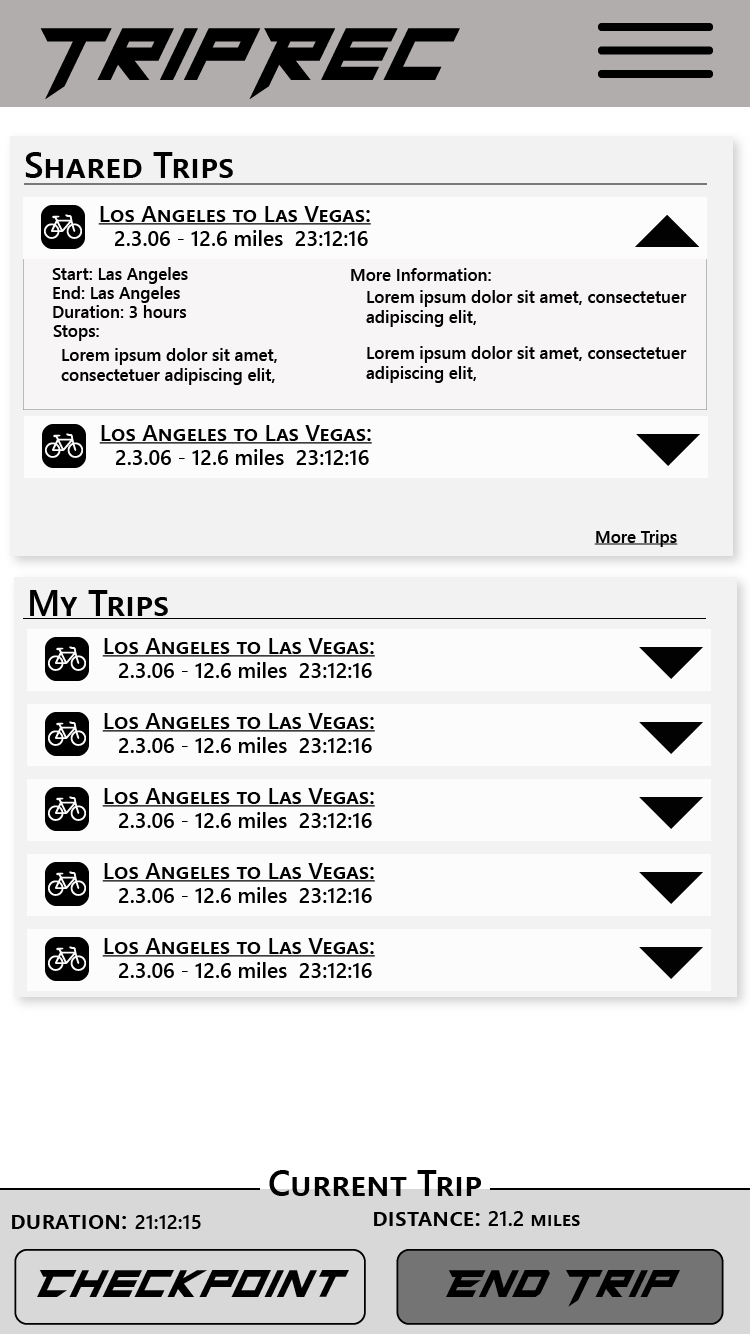 TRIPREC
Shared Trips
Los Angeles to Las Vegas:
2.3.06 - 12.6 miles 23:12:16
Start: Las Angeles
End: Las Angeles
Duration: 3 hours
Stops:
Lorem ipsum dolor sit amet,
consectetuer adipiscing elit,
More Information:
Lorem ipsum dolor sit amet, consectetuer
adipiscing elit,
Lorem ipsum dolor sit amet, consectetuer
adipiscing elit,
Los Angeles to Las Vegas:
2.3.06 - 12.6 miles 23:12:16
More Trips
My Trips
Los Angeles to Las Vegas:
2.3.06 - 12.6 miles 23:12:16
Los Angeles to Las Vegas:
2.3.06 - 12.6 miles 23:12:16
Los Angeles to Las Vegas:
2.3.06 - 12.6 miles 23:12:16
Los Angeles to Las Vegas:
2.3.06 - 12.6 miles 23:12:16
Los Angeles to Las Vegas:
2.3.06 - 12.6 miles 23:12:16
Current Trip
duration: 21:12:15
distance: 21.2 miles
CHECKPOINT
END TRIP